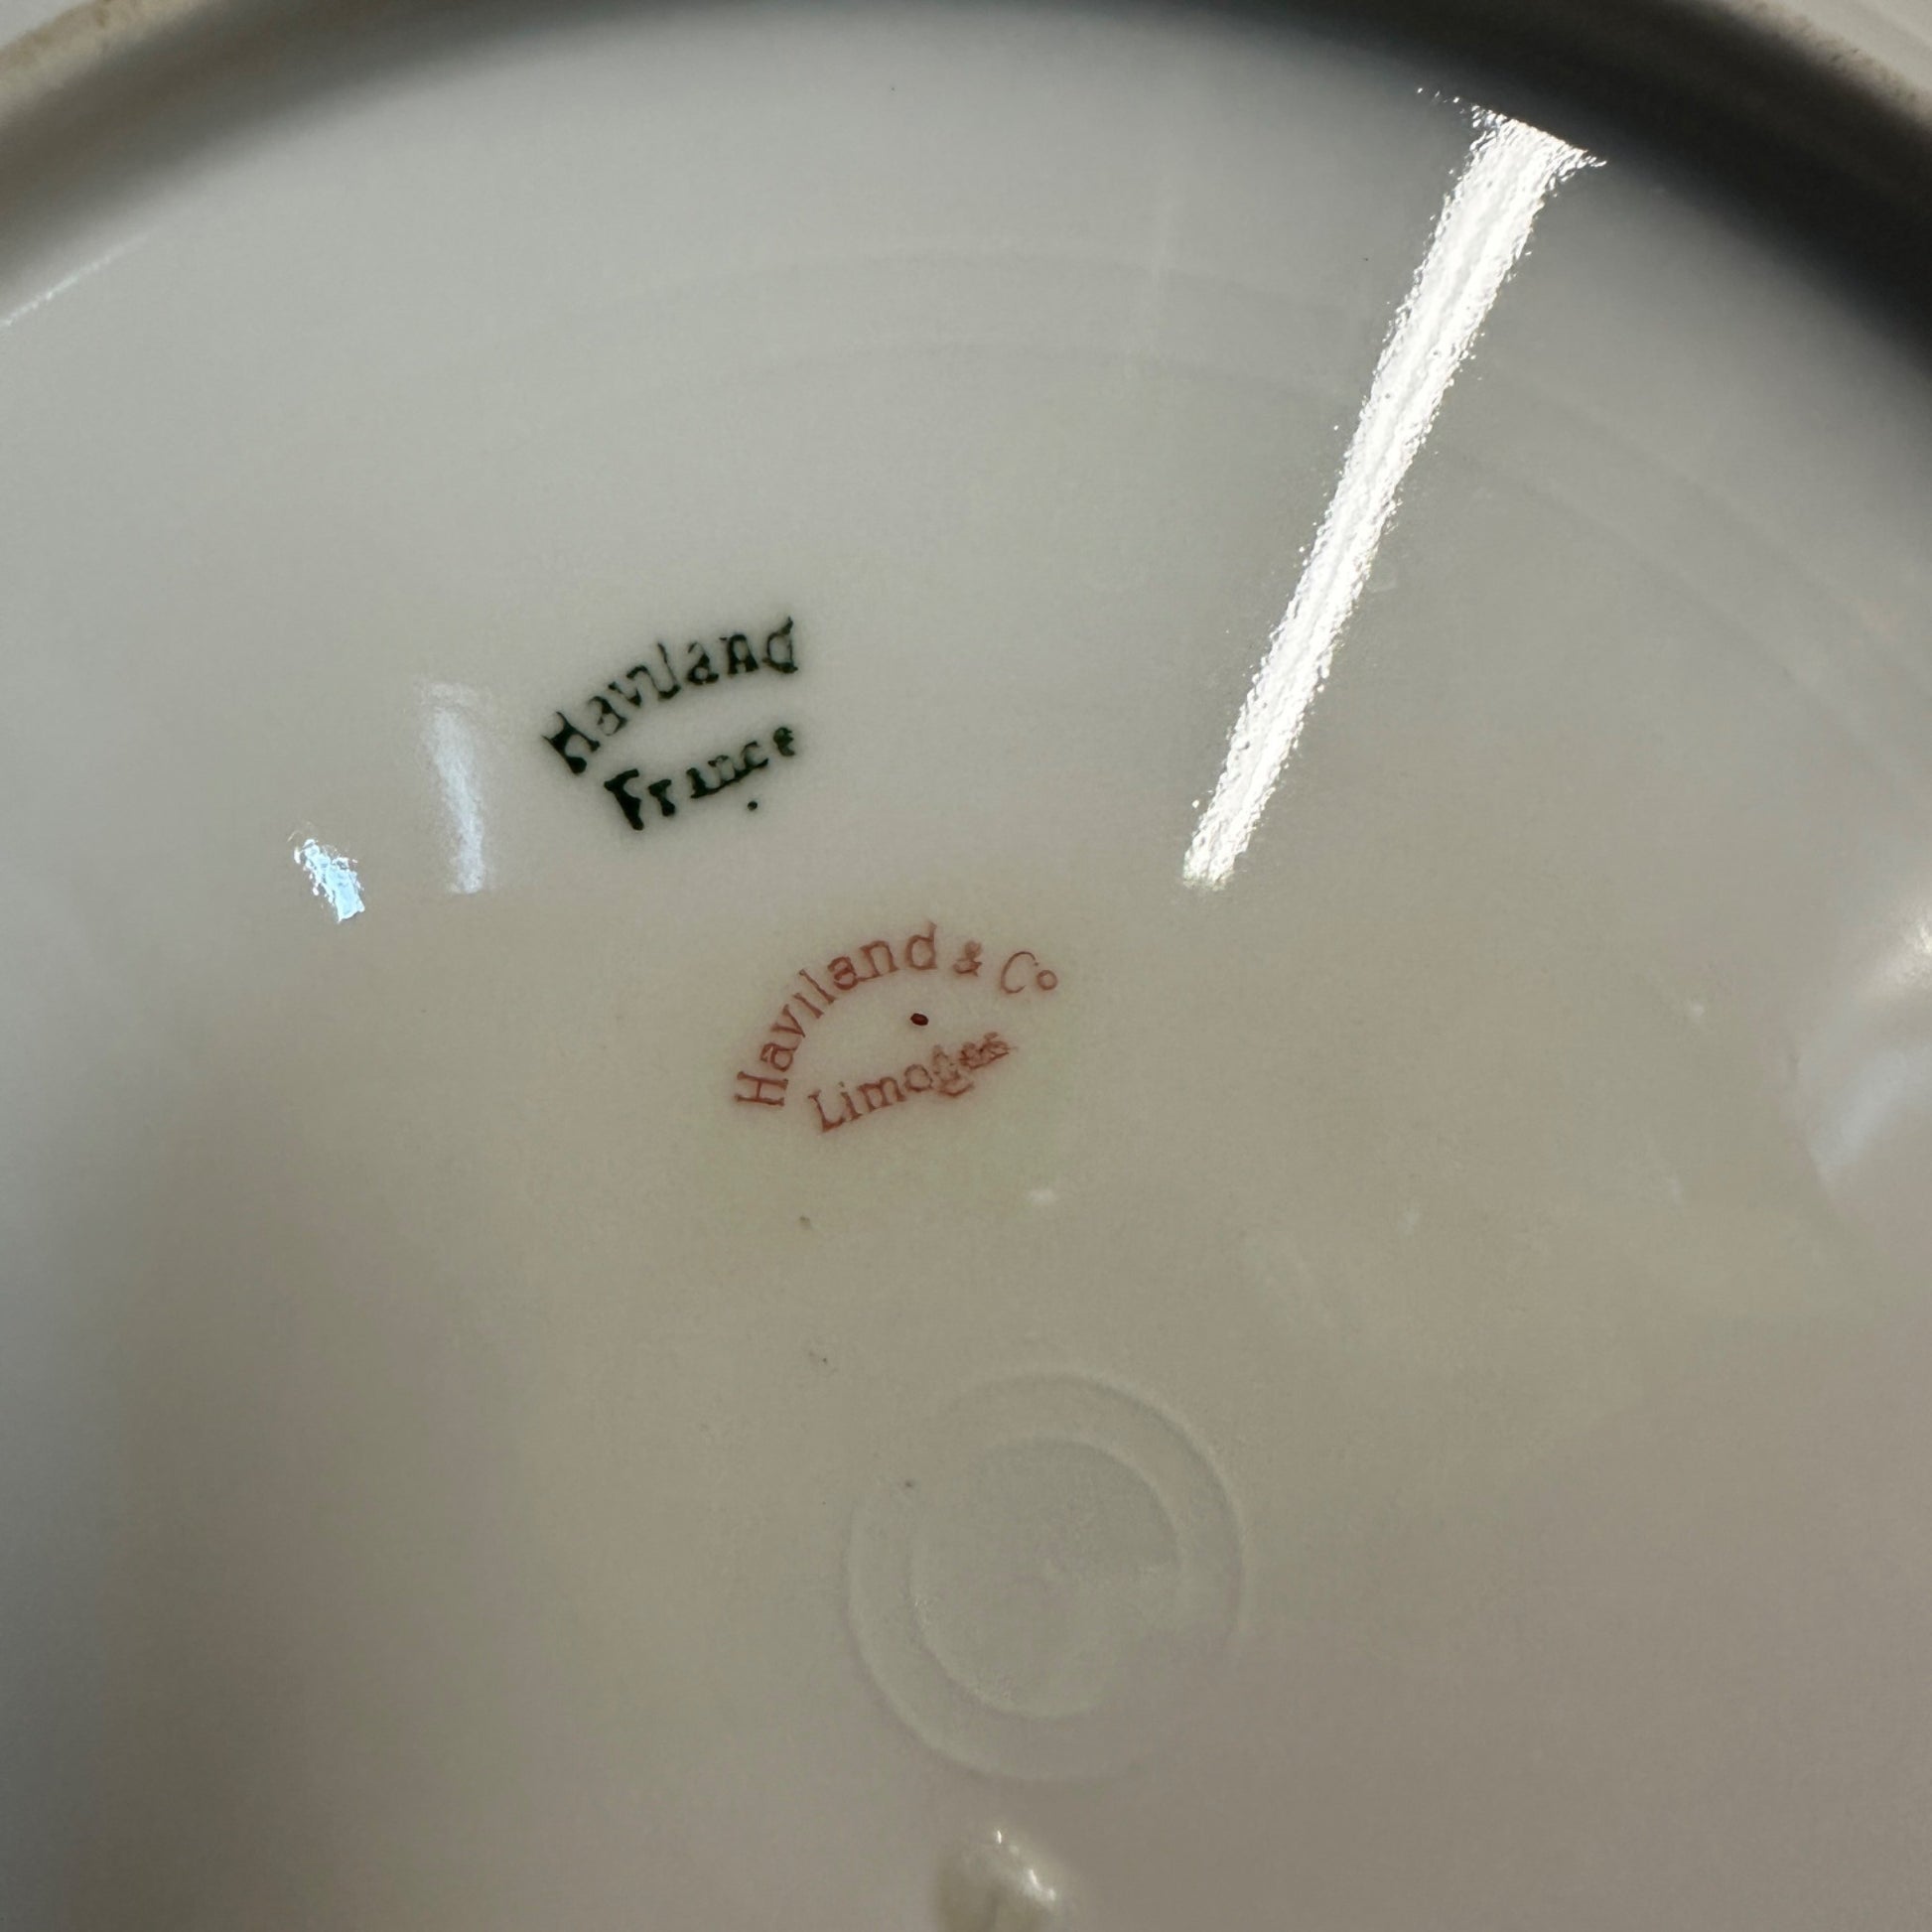 Haviland
France
Haviland & Co
Limoges